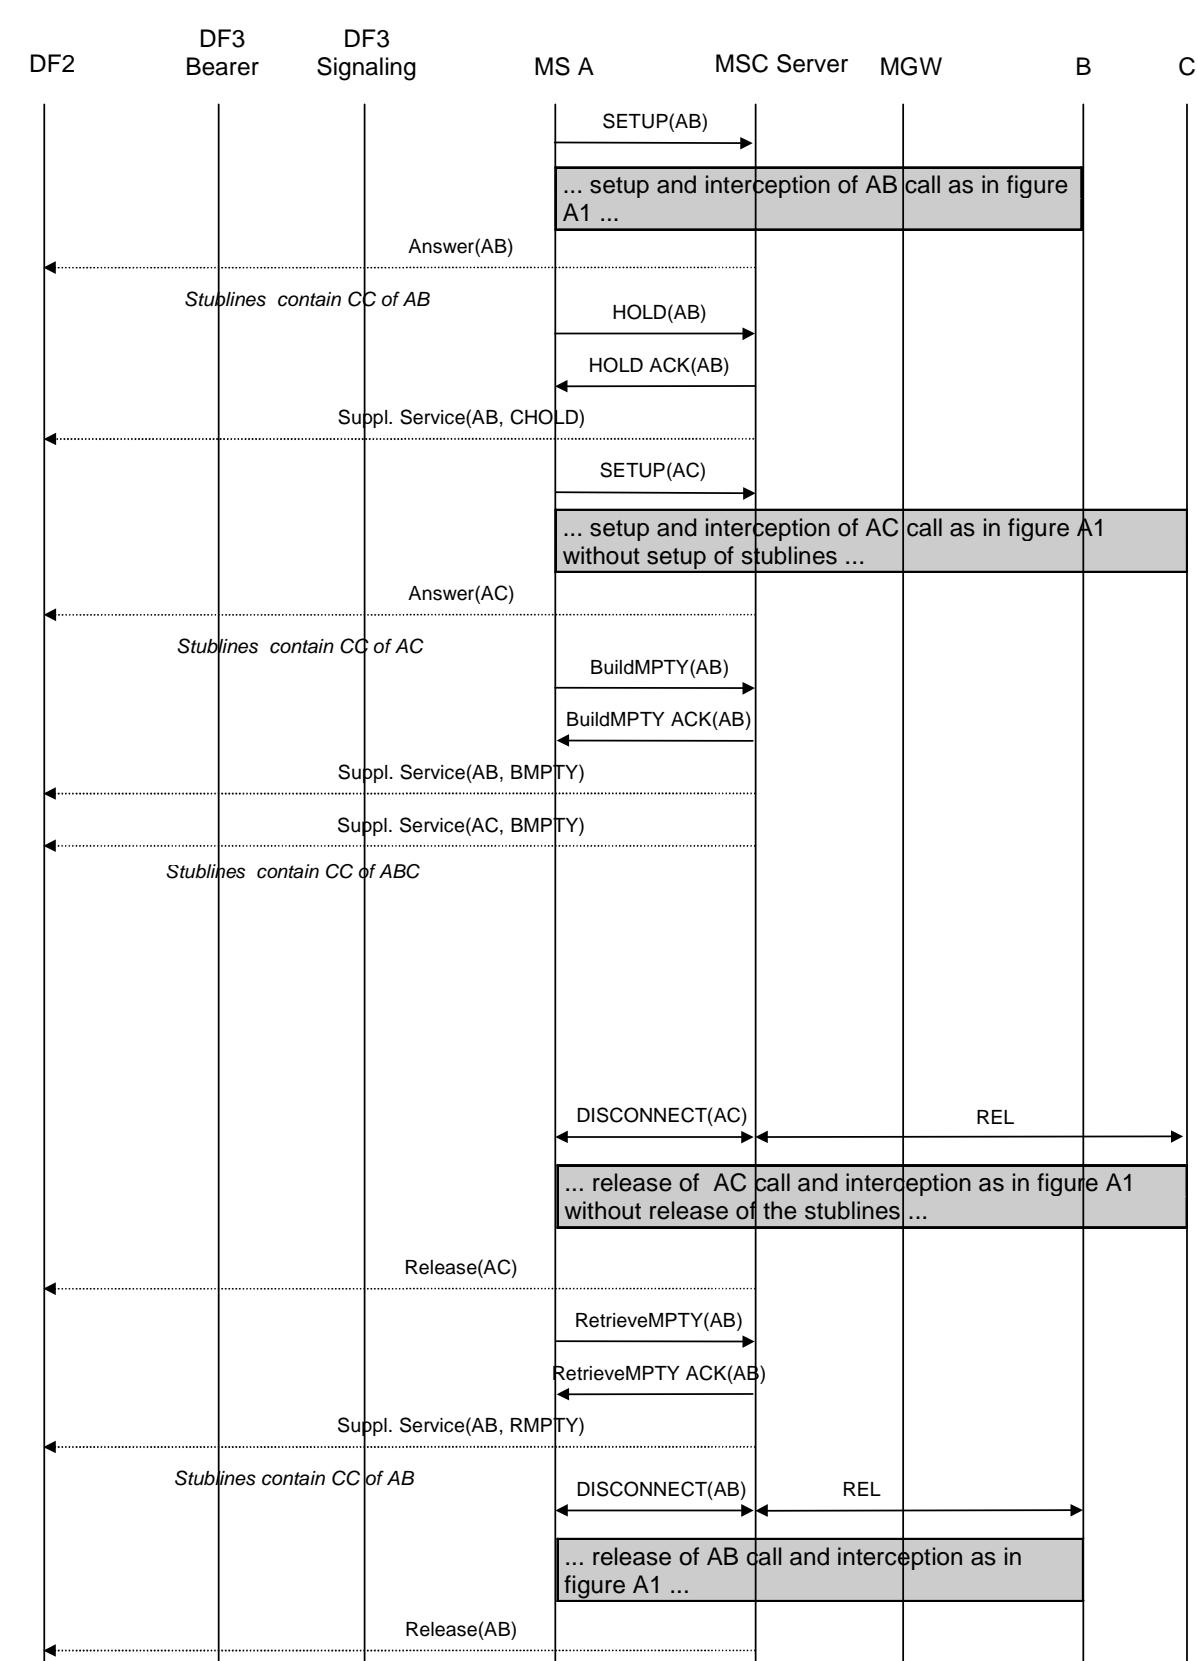 DF2
DF3
Bearer
DF3
Signaling
MS A
MSC Server
MGW
B
C
SETUP(AB)
... setup and interception of AB call as in figure
A1 ...
Answer(AB)
Stublines  contain CC of AB
HOLD(AB)
HOLD ACK(AB)
Suppl. Service(AB, CHOLD)
SETUP(AC)
... setup and interception of AC call as in figure A1
without setup of stublines ...
Answer(AC)
Stublines  contain CC of AC
BuildMPTY(AB)
BuildMPTY ACK(AB)
Suppl. Service(AB, BMPTY)
Suppl. Service(AC, BMPTY)
Stublines  contain CC of ABC
DISCONNECT(AC)
REL
... release of  AC call and interception as in figure A1
without release of the stublines ...
Release(AC)
RetrieveMPTY(AB)
RetrieveMPTY ACK(AB)
Suppl. Service(AB, RMPTY)
Stublines contain CC of AB
DISCONNECT(AB)
REL
... release of AB call and interception as in
figure A1 ...
Release(AB)